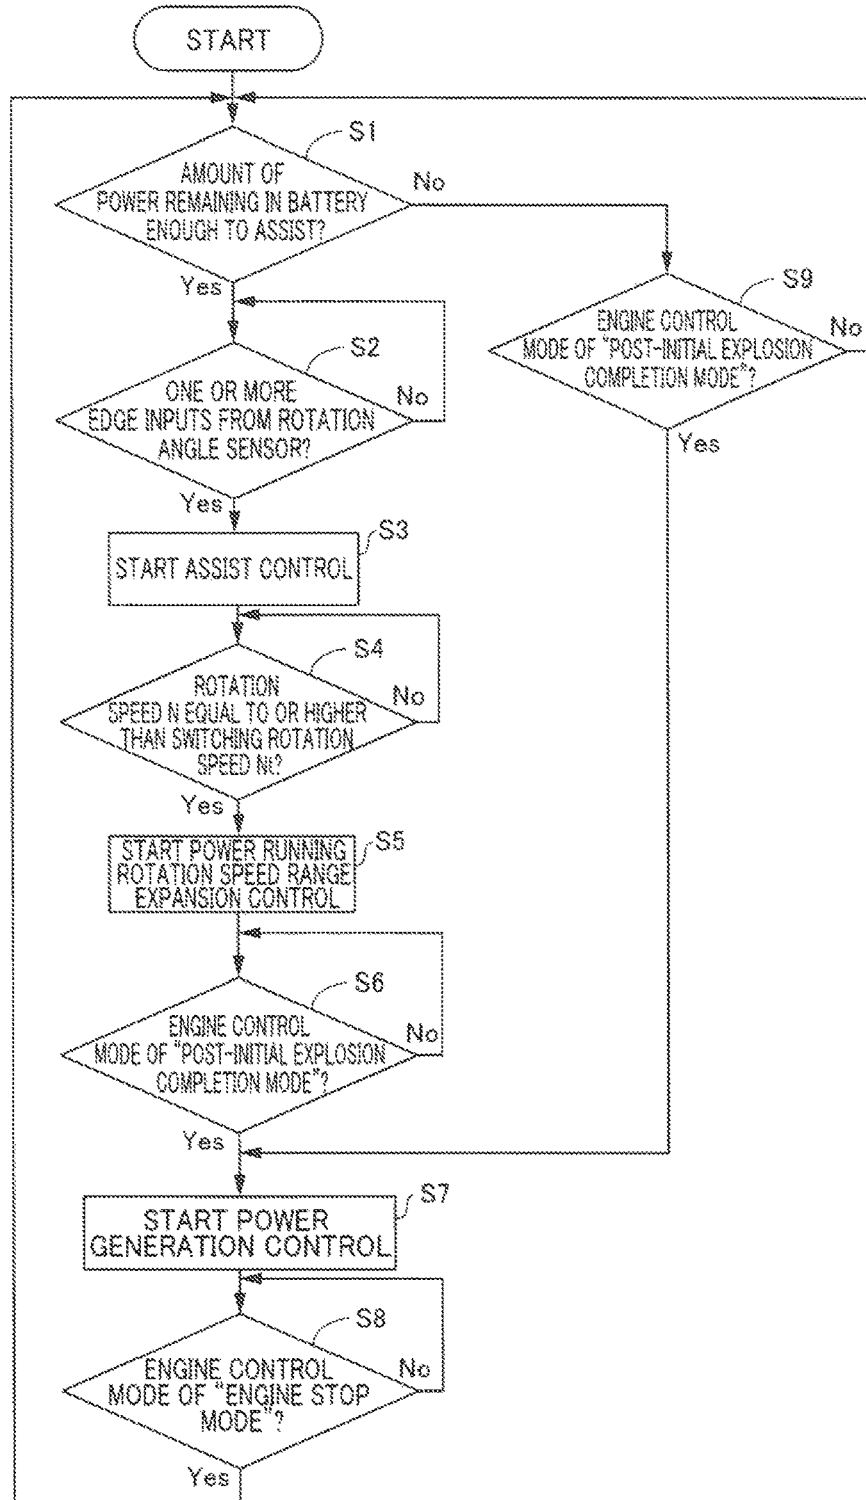 START
S1
AMOUNT OF
POWER REMAINING IN BATTERY
ENOUGH TO ASSIST?
No
Yes
S9
ENGINE CONTROL
MODE OF "POST-INITIAL EXPLOSION
COMPLETION MODE"?
No
Yes
S2
ONE OR MORE
EDGE INPUTS FROM ROTATION
ANGLE SENSOR?
No
Yes
S3
START ASSIST CONTROL
S4
ROTATION
SPEED N EQUAL TO OR HIGHER
THAN SWITCHING ROTATION
SPEED Nt?
No
Yes
S5
START POWER RUNNING
ROTATION SPEED RANGE
EXPANSION CONTROL
S6
ENGINE CONTROL
MODE OF "POST-INITIAL EXPLOSION
COMPLETION MODE"?
No
Yes
S7
START POWER
GENERATION CONTROL
S8
ENGINE CONTROL
MODE OF "ENGINE STOP
MODE"?
No
Yes